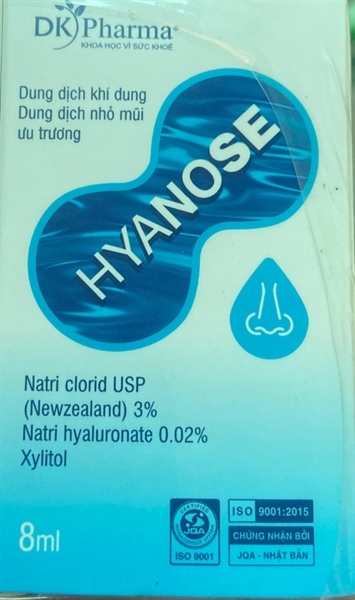 DK Pharma®
KHOA HỌC VÌ SỨC KHOẺ
Dung dịch khí dung
Dung dịch nhỏ mũi
ưu trương
HYANOSE
Natri clorid USP
(Newzealand) 3%
Natri hyaluronate 0.02%
Xylitol
8ml
CERTIFIED
JQA
ISO 9001
ISO 9001:2015
CHỨNG NHẬN BỞI
JQA - NHẬT BẢN